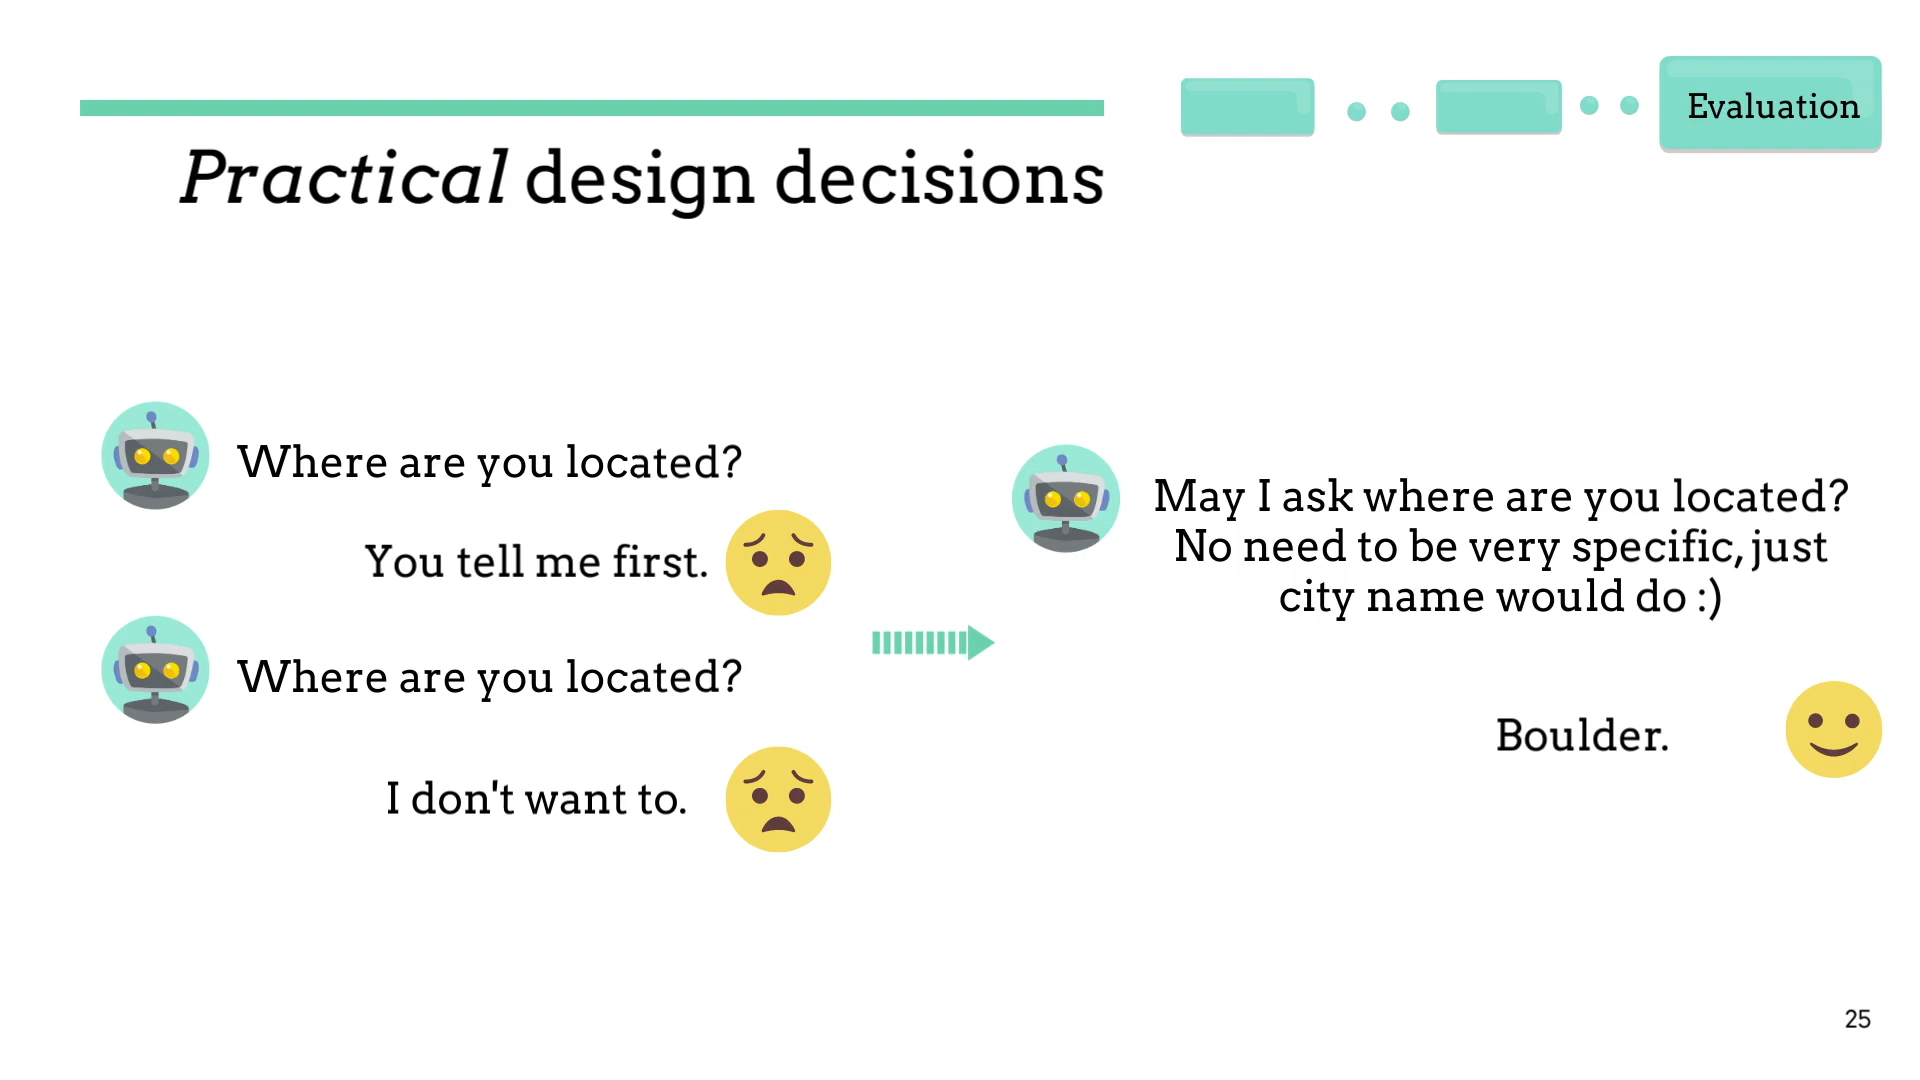 Evaluation
Practical design decisions
Where are you located?
You tell me first.
Where are you located?
I don't want to.
May I ask where are you located?
No need to be very specific, just
city name would do :)
Boulder.
25